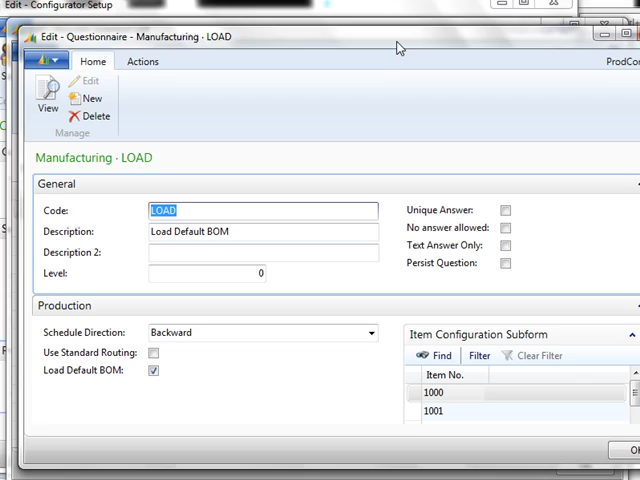 Edit - Configurator Setup
Edit - Questionnaire - Manufacturing · LOAD
Home
Actions
View
Edit
New
Delete
Manage
Manufacturing · LOAD
General
Code:
LOAD
Unique Answer:
Description:
Load Default BOM
No answer allowed:
Description 2:
Text Answer Only:
Level:
0
Persist Question:
Production
Schedule Direction:
Backward
Item Configuration Subform
Use Standard Routing:
Find
Filter
Clear Filter
Load Default BOM:
Item No.
1000
1001